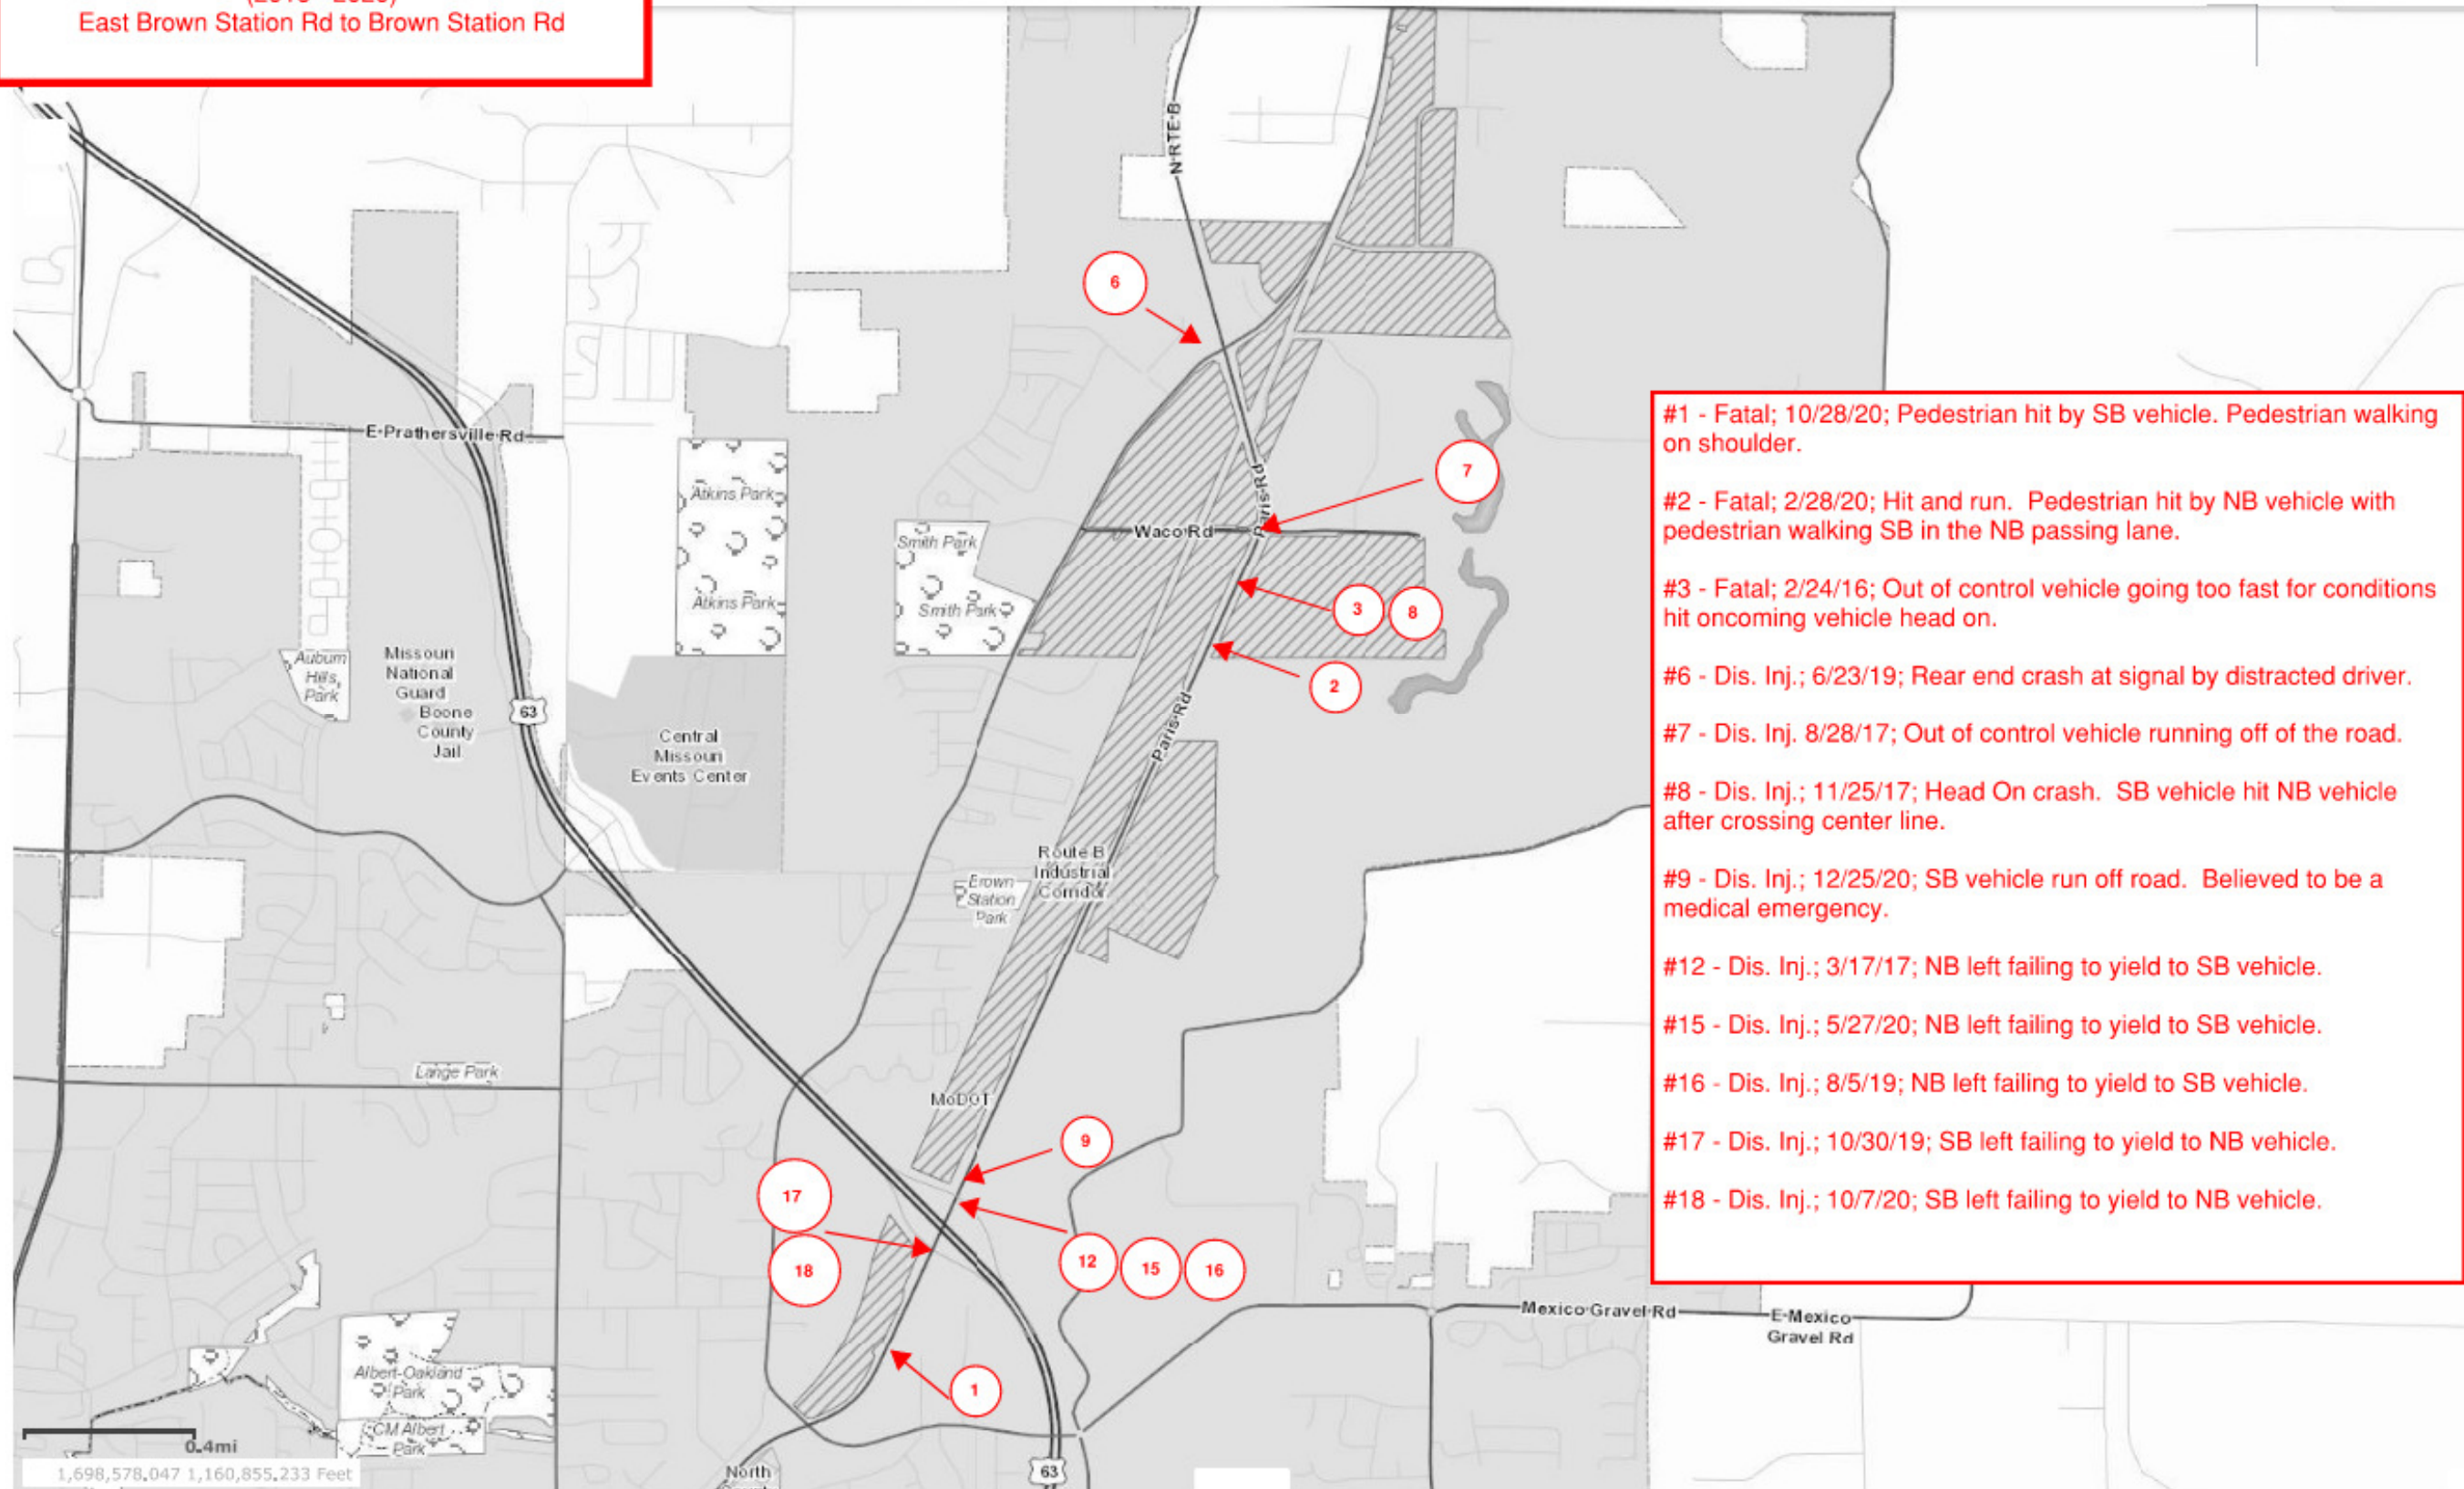 East Brown Station Rd to Brown Station Rd
N RTE B
6
E Prathersville Rd
7
Atkins Park
Paris Rd
Waco Rd
Smith Park
Atkins Park
Smith Park
3
8
Auburn
Hills
Park
Missouri
National
Guard
Boone
County
Jail
63
2
Central
Missouri
Events Center
Paris Rd
Route B
Industrial
Corridor
Brown
Station
Park
Lange Park
MoDOT
9
17
18
12
15
16
1
Albert-Oakland
Park
CM Albert
Park
0.4mi
1,698,578.047 1,160,855.233 Feet
North
63
Mexico Gravel Rd
E Mexico
Gravel Rd
#1 - Fatal; 10/28/20; Pedestrian hit by SB vehicle. Pedestrian walking
on shoulder.
#2 - Fatal; 2/28/20; Hit and run.  Pedestrian hit by NB vehicle with
pedestrian walking SB in the NB passing lane.
#3 - Fatal; 2/24/16; Out of control vehicle going too fast for conditions
hit oncoming vehicle head on.
#6 - Dis. Inj.; 6/23/19; Rear end crash at signal by distracted driver.
#7 - Dis. Inj. 8/28/17; Out of control vehicle running off of the road.
#8 - Dis. Inj.; 11/25/17; Head On crash.  SB vehicle hit NB vehicle
after crossing center line.
#9 - Dis. Inj.; 12/25/20; SB vehicle run off road.  Believed to be a
medical emergency.
#12 - Dis. Inj.; 3/17/17; NB left failing to yield to SB vehicle.
#15 - Dis. Inj.; 5/27/20; NB left failing to yield to SB vehicle.
#16 - Dis. Inj.; 8/5/19; NB left failing to yield to SB vehicle.
#17 - Dis. Inj.; 10/30/19; SB left failing to yield to NB vehicle.
#18 - Dis. Inj.; 10/7/20; SB left failing to yield to NB vehicle.